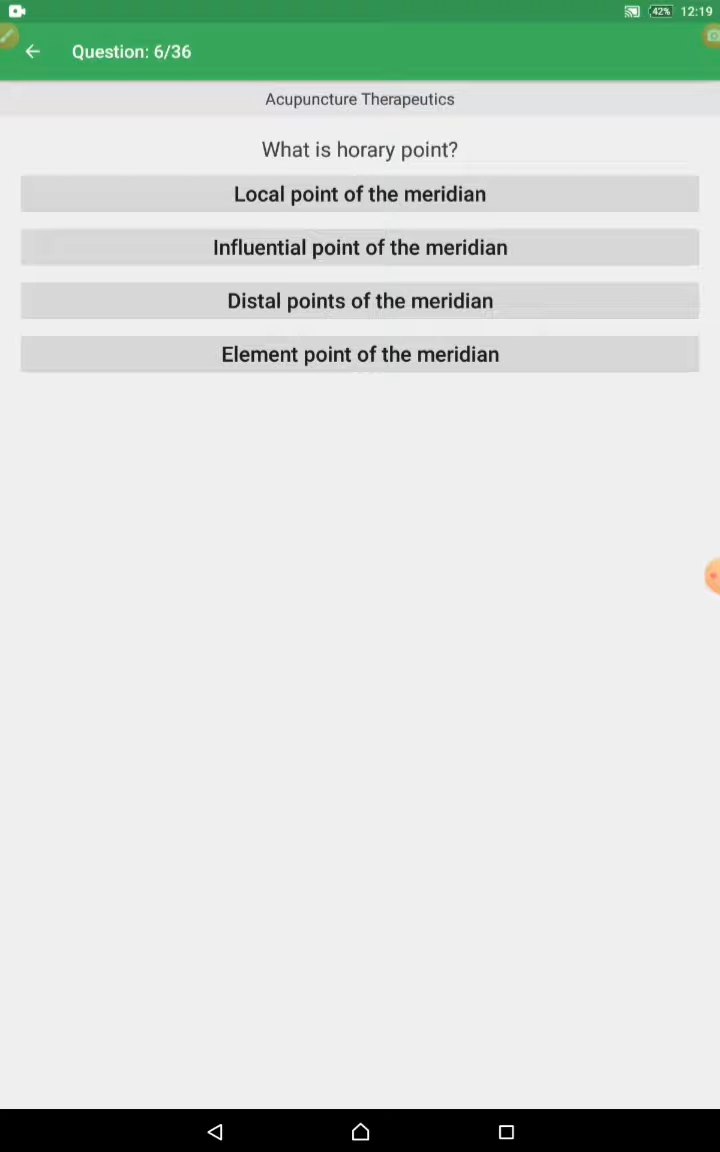 42% 12:19
Question: 6/36
Acupuncture Therapeutics
What is horary point?
Local point of the meridian
Influential point of the meridian
Distal points of the meridian
Element point of the meridian